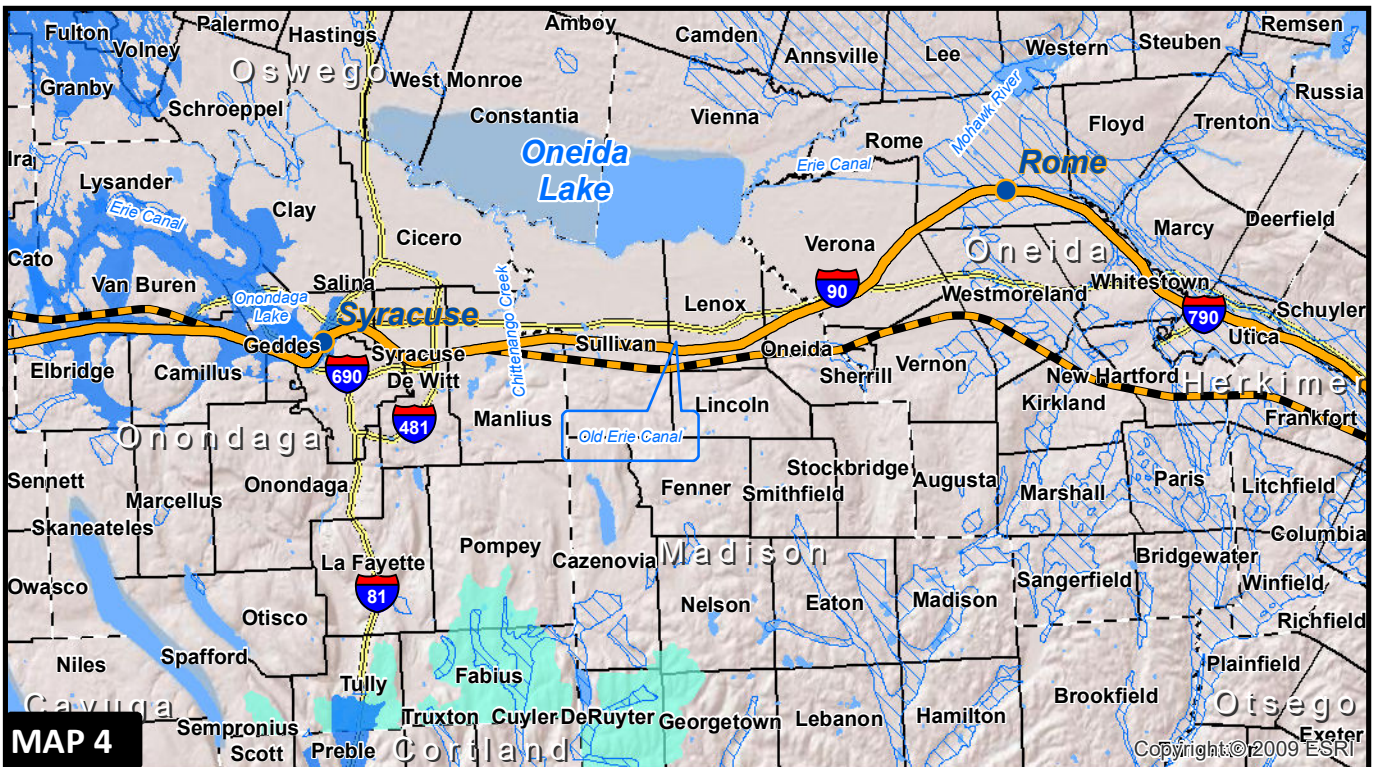 Fulton
Volney
Palermo
Hastings
Amboy
Camden
Annsville
Lee
Western
Steuben
Remsen
Oswego
West Monroe
Granby
Schroeppel
Constantia
Vienna
Mohawk River
Russia
Floyd
Trenton
Rome
Ira
Oneida
Lake
Erie Canal
Rome
Lysander
Erie Canal
Clay
Cicero
Verona
Oneida
Marcy
Deerfield
Cato
Van Buren
Salina
Chittenango Creek
Whitestown
Onondaga
Lake
Lenox
90
Westmoreland
790
Schuyler
Syracuse
Geddes
Syracuse
Sullivan
Oneida
Utica
Elbridge
Camillus
690
De Witt
Sherrill
Vernon
New Hartford
Herkimer
Kirkland
Frankfort
481
Manlius
Lincoln
Onondaga
Old Erie Canal
Sennett
Marcellus
Onondaga
Fenner
Stockbridge
Smithfield
Augusta
Marshall
Paris
Litchfield
Skaneateles
Columbia
Pompey
Cazenovia
Madison
Bridgewater
La Fayette
Owasco
81
Sangerfield
Winfield
Nelson
Eaton
Madison
Otisco
Richfield
Niles
Spafford
Plainfield
Tully
Fabius
Brookfield
Cayuga
Otsego
Sempronius
Truxton
Cuyler
DeRuyter
Georgetown
Lebanon
Hamilton
Exeter
MAP 4
Scott
Preble
Cortland
Copyright:© 2009 ESRI